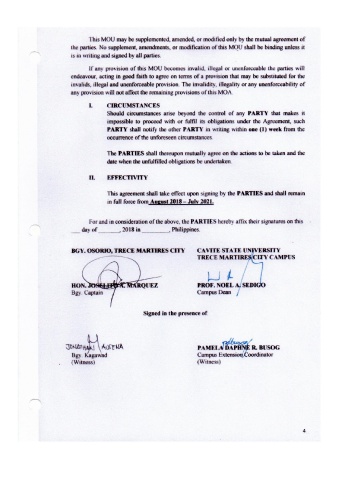 This MOU may be supplemented, amended, or modified only by the mutual agreement of
the parties. No supplement, amendments, or modification of this MOU shall be binding unless it
is in writing and signed by all parties.
If any provision of this MOU becomes invalid, illegal or unenforceable the parties will
endeavour, acting in good faith to agree on terms of a provision that may be substituted for the
invalids, illegal and unenforceable provision. The invalidity, illegality or any unenforceability of
any provision will not affect the remaining provisions of this MOA.
I. CIRCUMSTANCES
Should circumstances arise beyond the control of any PARTY that makes it
impossible to proceed with or fulfil its obligations under the Agreement, such
PARTY shall notify the other PARTY in writing within one (1) week from the
occurrence of the unforeseen circumstances.
The PARTIES shall thereupon mutually agree on the actions to be taken and the
date when the unfulfilled obligations be undertaken.
II. EFFECTIVITY
This agreement shall take effect upon signing by the PARTIES and shall remain
in full force from August 2018 – July 2021.
For and in consideration of the above, the PARTIES hereby affix their signatures on this
___ day of _______, 2018 in _________, Philippines.
BGY. OSORIO, TRECE MARTIRES CITY
CAVITE STATE UNIVERSITY
TRECE MARTIRES CITY CAMPUS
HON. MARQUEZ
Bgy. Captain
PROF. NOEL A. SEDIGO
Campus Dean
Signed in the presence of
JONATHAN
Bgy. Kagawad
(Witness)
PAMELA DAPHNE R. BUSOG
Campus Extension Coordinator
(Witness)
4